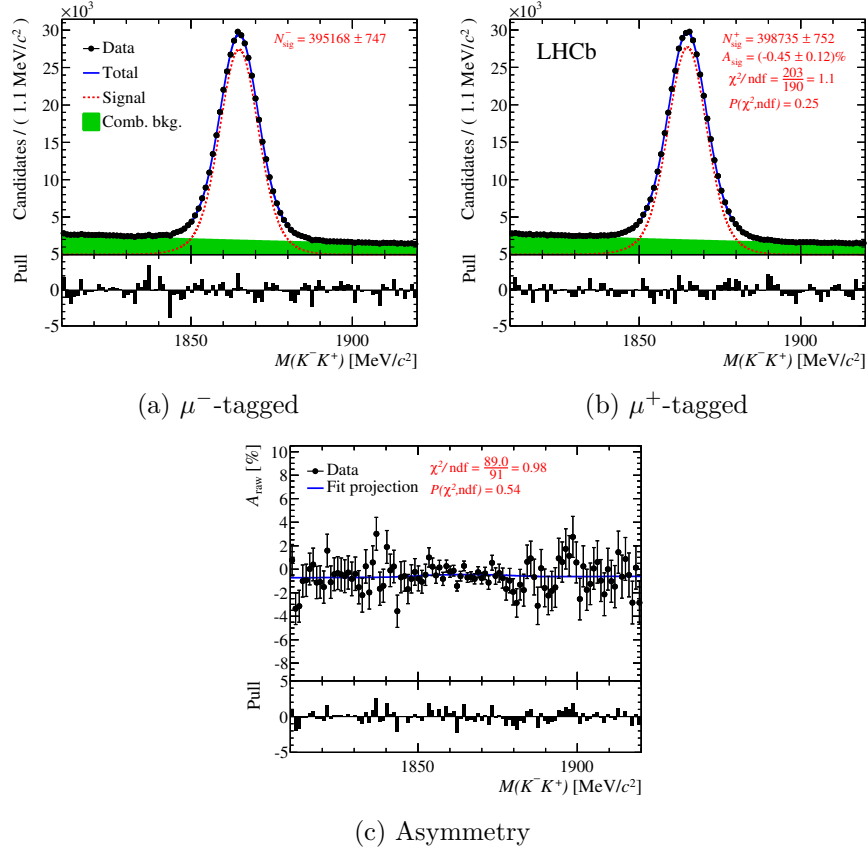 ×10³
30
25
20
15
10
5
Candidates / ( 1.1 MeV/c² )
Data
Total
Signal
Comb. bkg.
N⁻sig = 395168 ± 747
5
0
-5
Pull
1850
1900
M(K⁻K⁺) [MeV/c²]
(a) μ⁻-tagged
×10³
30
25
20
15
10
5
Candidates / ( 1.1 MeV/c² )
LHCb
N⁺sig = 398735 ± 752
Asig = (-0.45 ± 0.12)%
χ²/ ndf = 203/190 = 1.1
P(χ²,ndf) = 0.25
5
0
-5
Pull
1850
1900
M(K⁻K⁺) [MeV/c²]
(b) μ⁺-tagged
Araw [%]
10
8
6
4
2
0
-2
-4
-6
-8
Data
Fit projection
χ²/ ndf = 89.0/91 = 0.98
P(χ²,ndf) = 0.54
5
0
-5
Pull
1850
1900
M(K⁻K⁺) [MeV/c²]
(c) Asymmetry